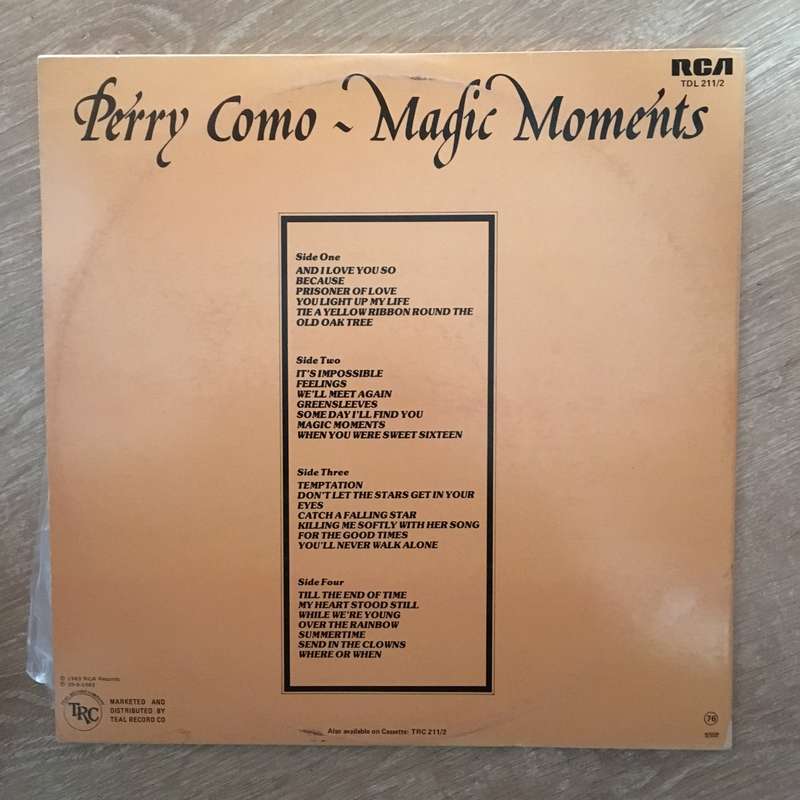 RCA
TDL 211/2
Perry Como ~ Magic Moments
Side One
AND I LOVE YOU SO
BECAUSE
PRISONER OF LOVE
YOU LIGHT UP MY LIFE
TIE A YELLOW RIBBON ROUND THE
OLD OAK TREE
Side Two
IT'S IMPOSSIBLE
FEELINGS
WE'LL MEET AGAIN
GREENSLEEVES
SOME DAY I'LL FIND YOU
MAGIC MOMENTS
WHEN YOU WERE SWEET SIXTEEN
Side Three
TEMPTATION
DON'T LET THE STARS GET IN YOUR
EYES
CATCH A FALLING STAR
KILLING ME SOFTLY WITH HER SONG
FOR THE GOOD TIMES
YOU'LL NEVER WALK ALONE
Side Four
TILL THE END OF TIME
MY HEART STOOD STILL
WHILE WE'RE YOUNG
OVER THE RAINBOW
SUMMERTIME
SEND IN THE CLOWNS
WHERE OR WHEN
RCA Records
TRC
MARKETED AND
DISTRIBUTED BY
TEAL RECORD CO
Also available on Cassette: TRC 211/2
76